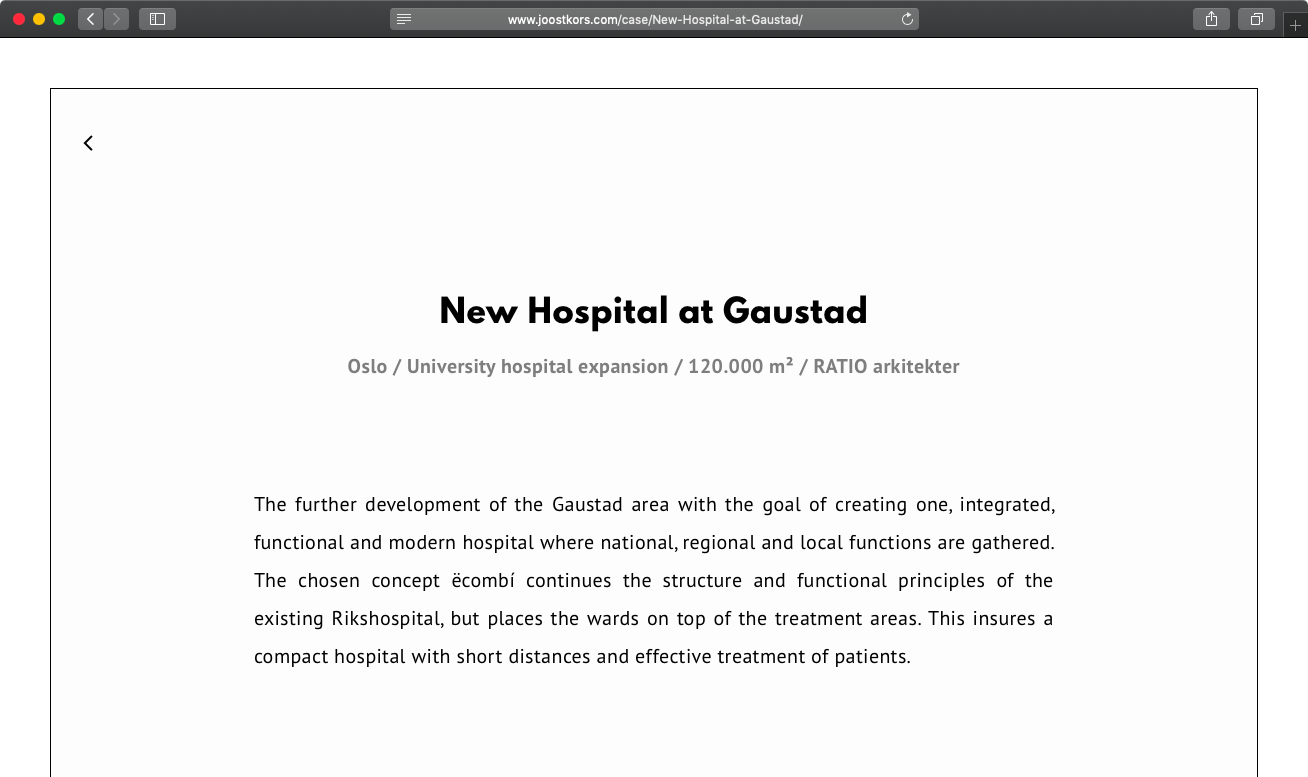 www.joostkors.com/case/New-Hospital-at-Gaustad/
New Hospital at Gaustad
Oslo / University hospital expansion / 120.000 m² / RATIO arkitekter
The further development of the Gaustad area with the goal of creating one, integrated,
functional and modern hospital where national, regional and local functions are gathered.
The chosen concept ëcombí continues the structure and functional principles of the
existing Rikshospital, but places the wards on top of the treatment areas. This insures a
compact hospital with short distances and effective treatment of patients.